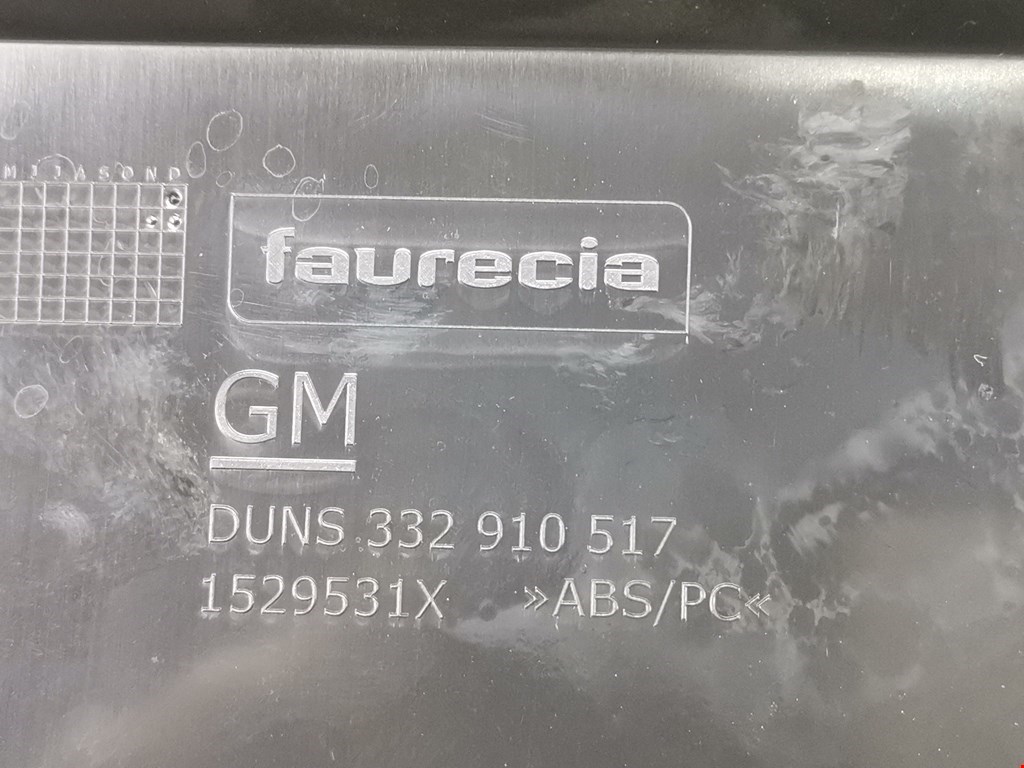 M J J A S O N D
faurecia
GM
DUNS 332 910 517
1529531X »ABS/PC«